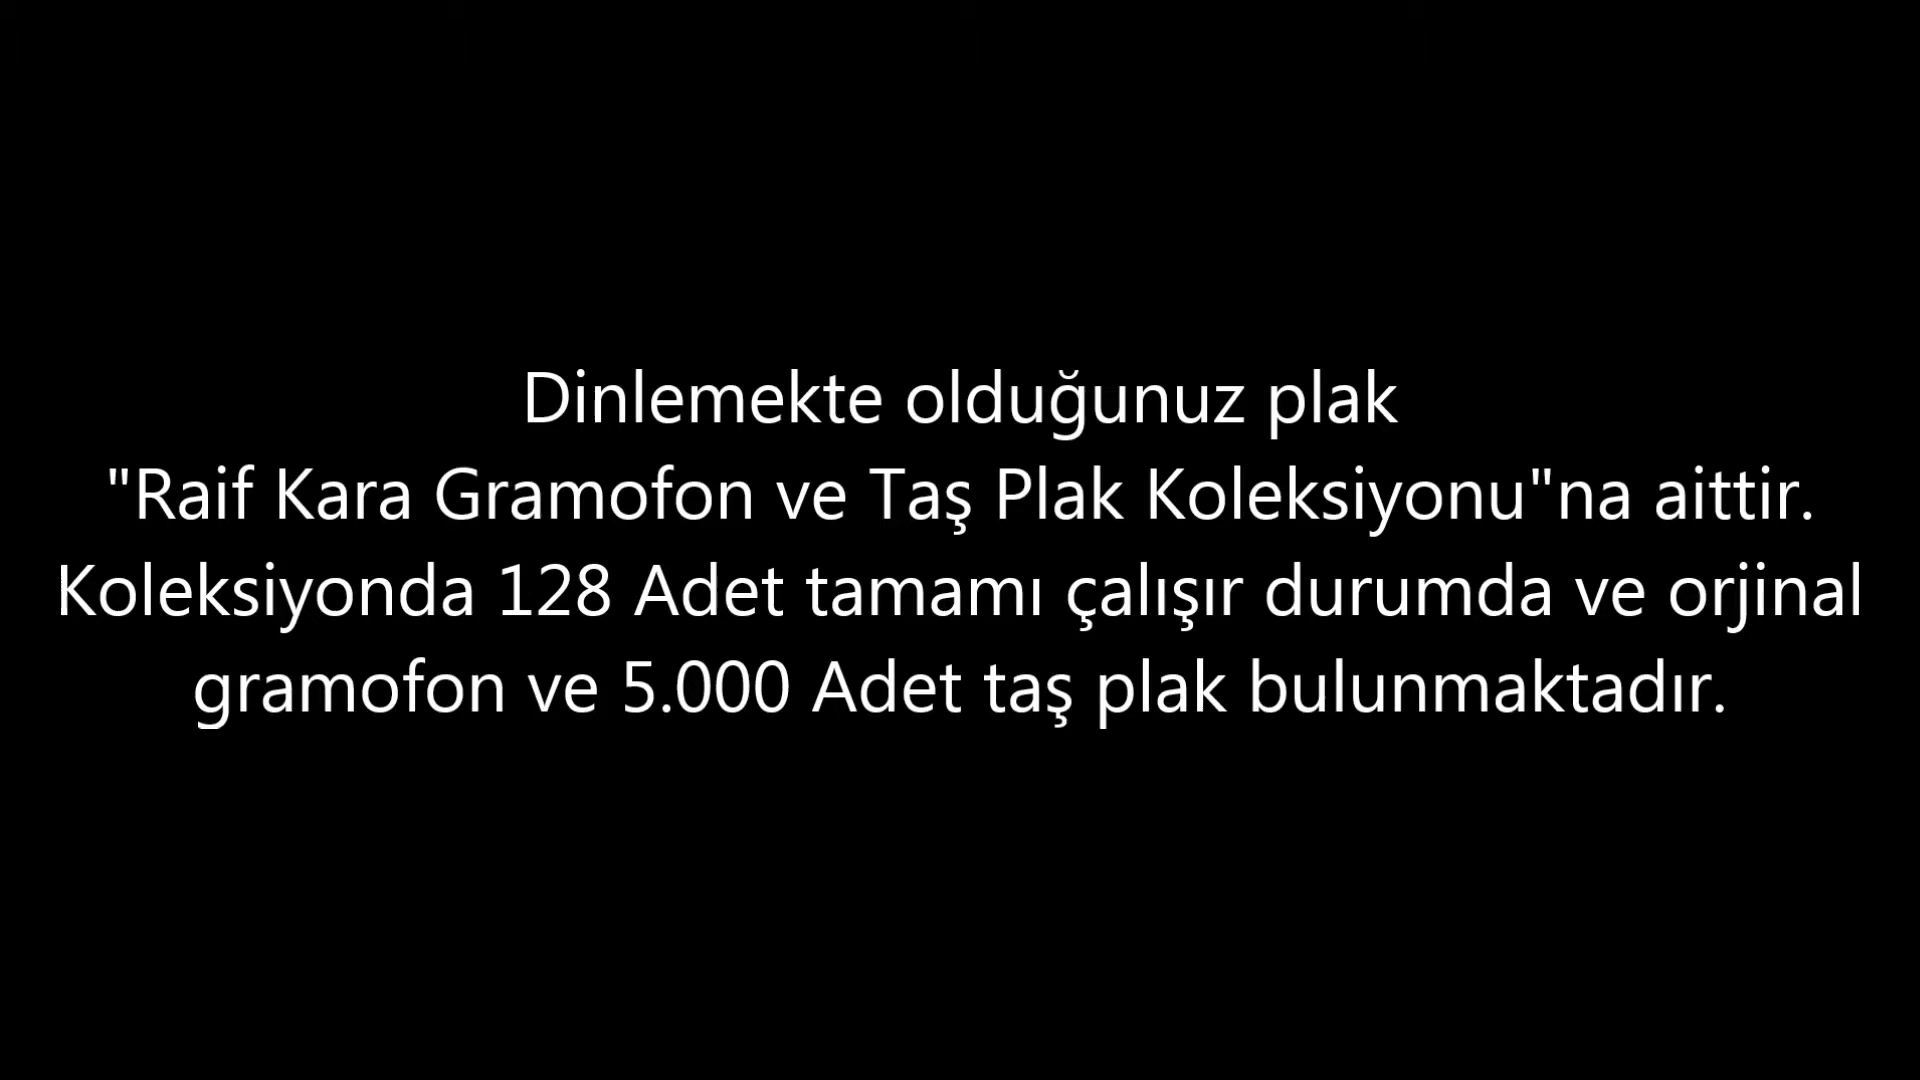 Dinlemekte olduğunuz plak
"Raif Kara Gramofon ve Taş Plak Koleksiyonu"na aittir.
Koleksiyonda 128 Adet tamamı çalışır durumda ve orjinal
gramofon ve 5.000 Adet taş plak bulunmaktadır.